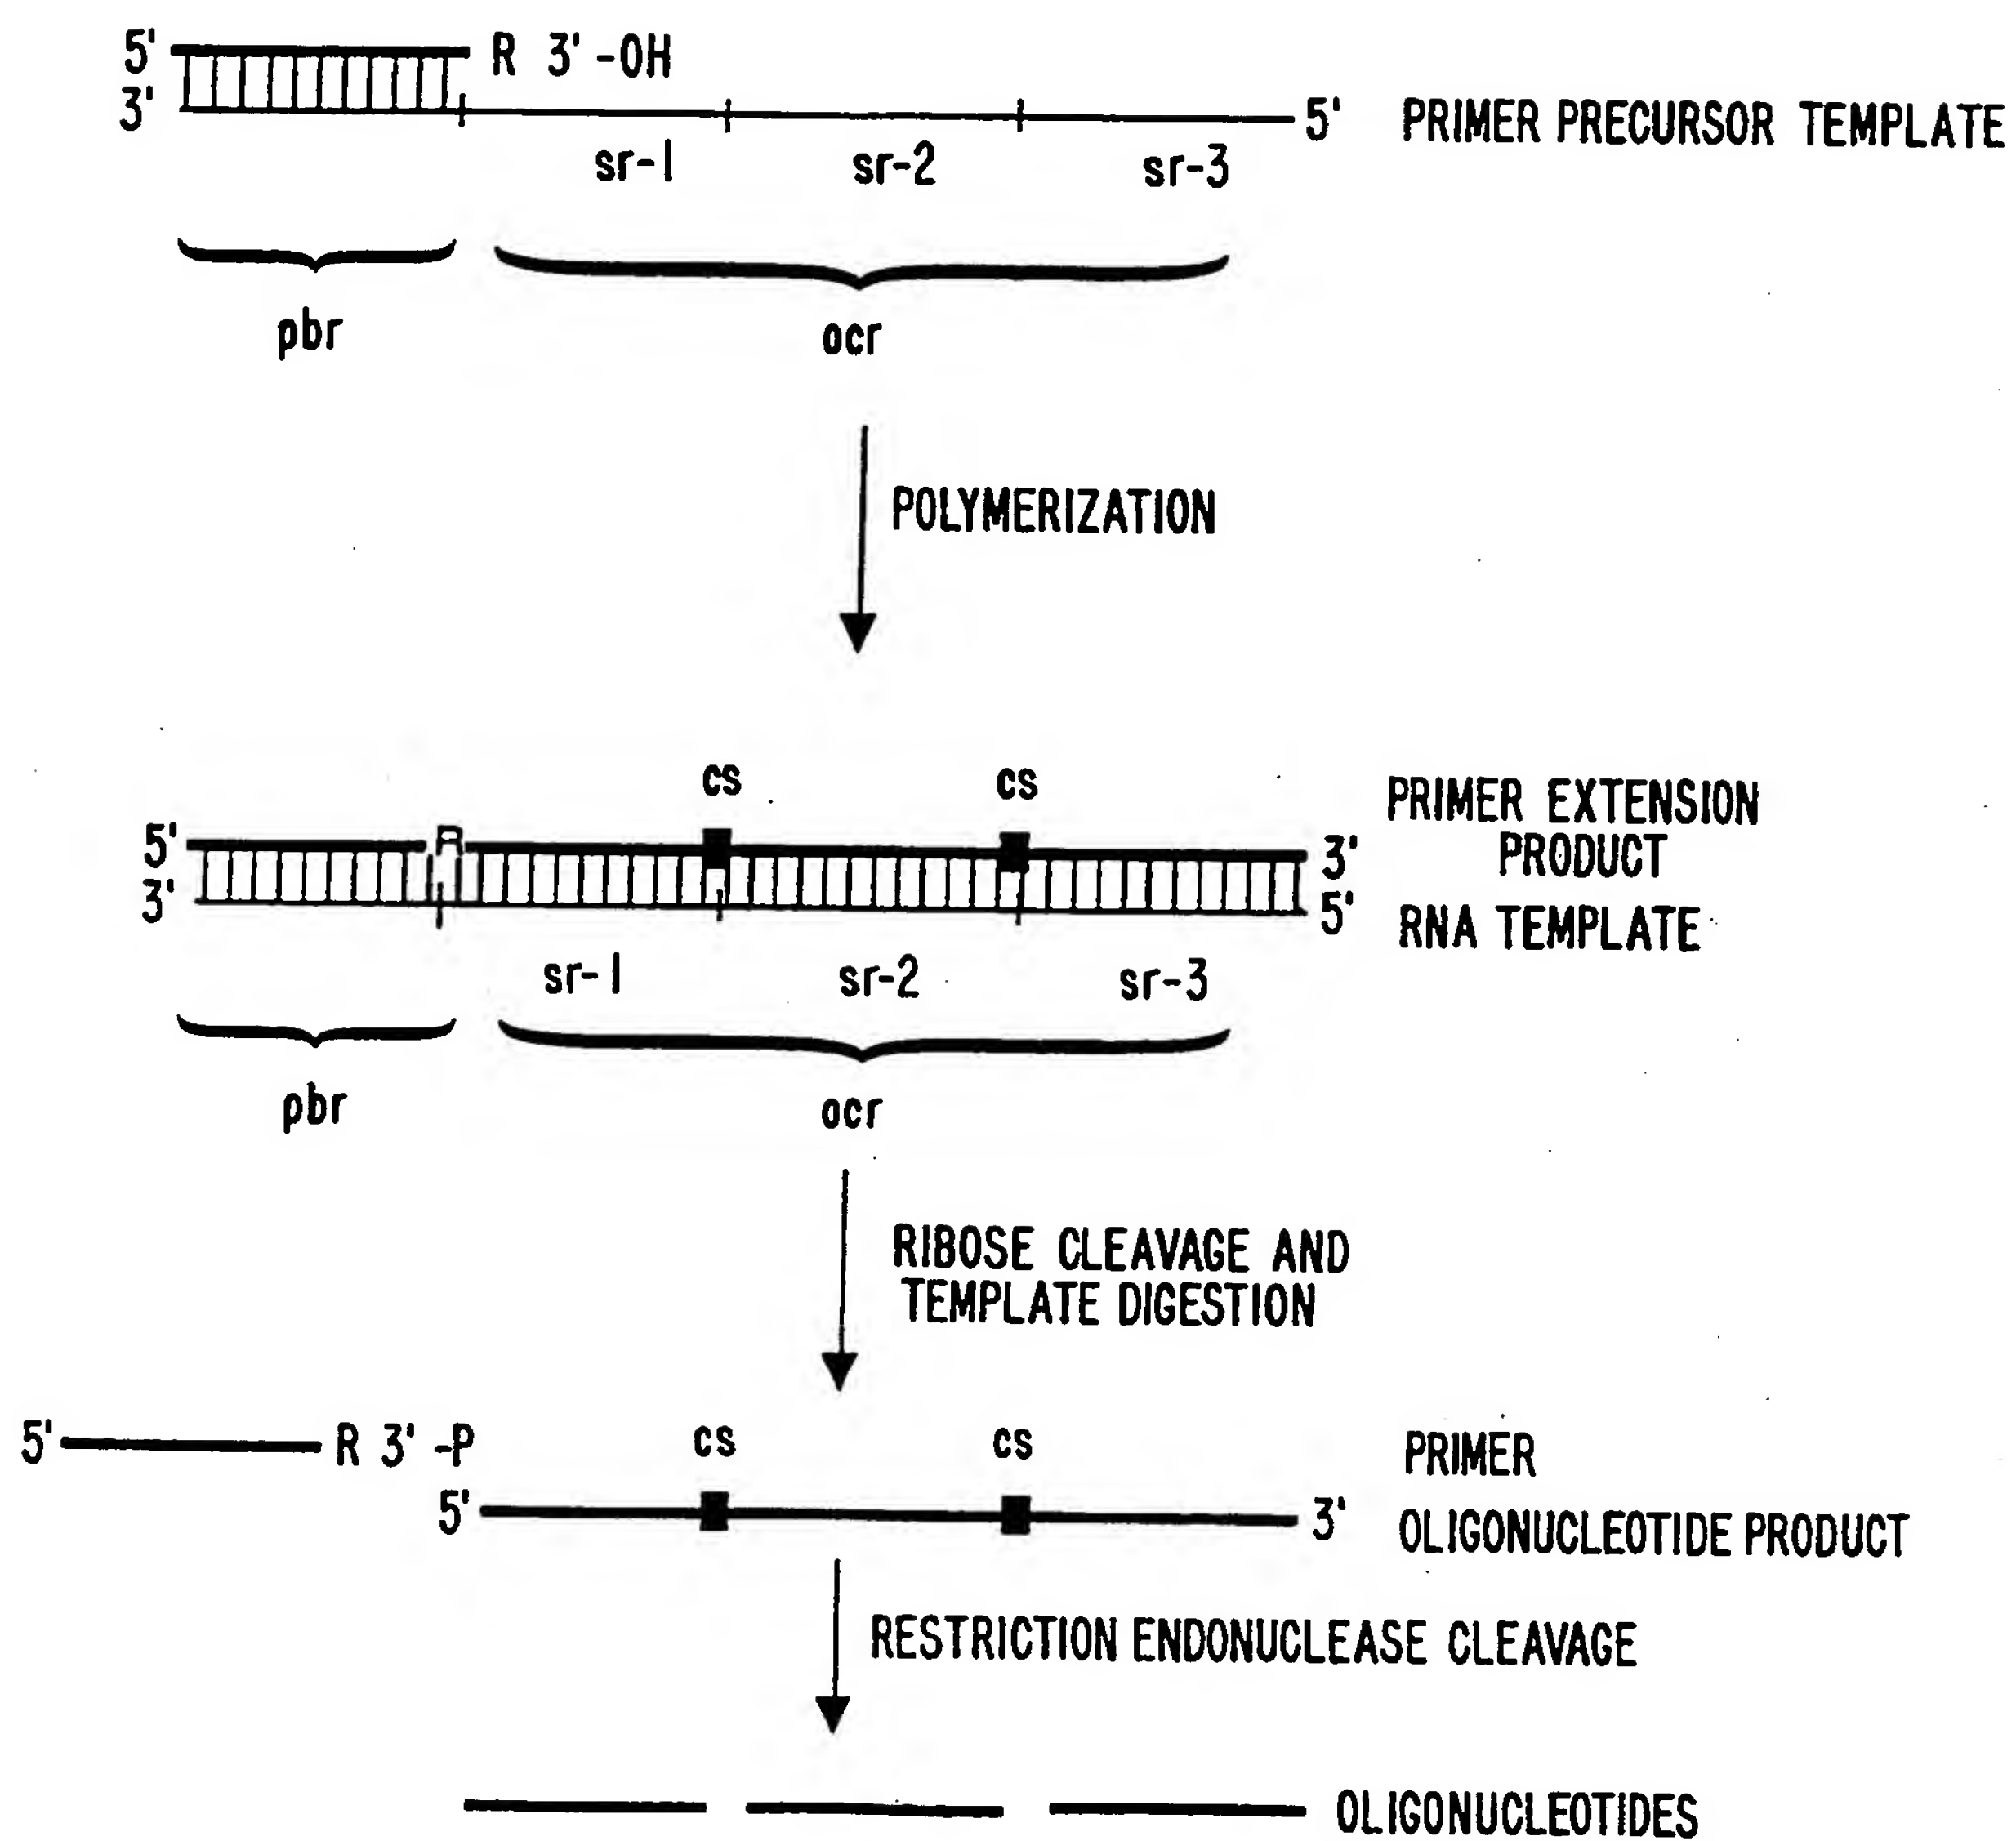 5' R 3'-OH
3' 5' PRIMER PRECURSOR TEMPLATE
sr-1 sr-2 sr-3
pbr ocr
POLYMERIZATION
cs cs
PRIMER EXTENSION
5' R 3' PRODUCT
3' 5' RNA TEMPLATE
sr-1 sr-2 sr-3
pbr ocr
RIBOSE CLEAVAGE AND
TEMPLATE DIGESTION
5' R 3'-P cs cs PRIMER
5' 3' OLIGONUCLEOTIDE PRODUCT
RESTRICTION ENDONUCLEASE CLEAVAGE
OLIGONUCLEOTIDES